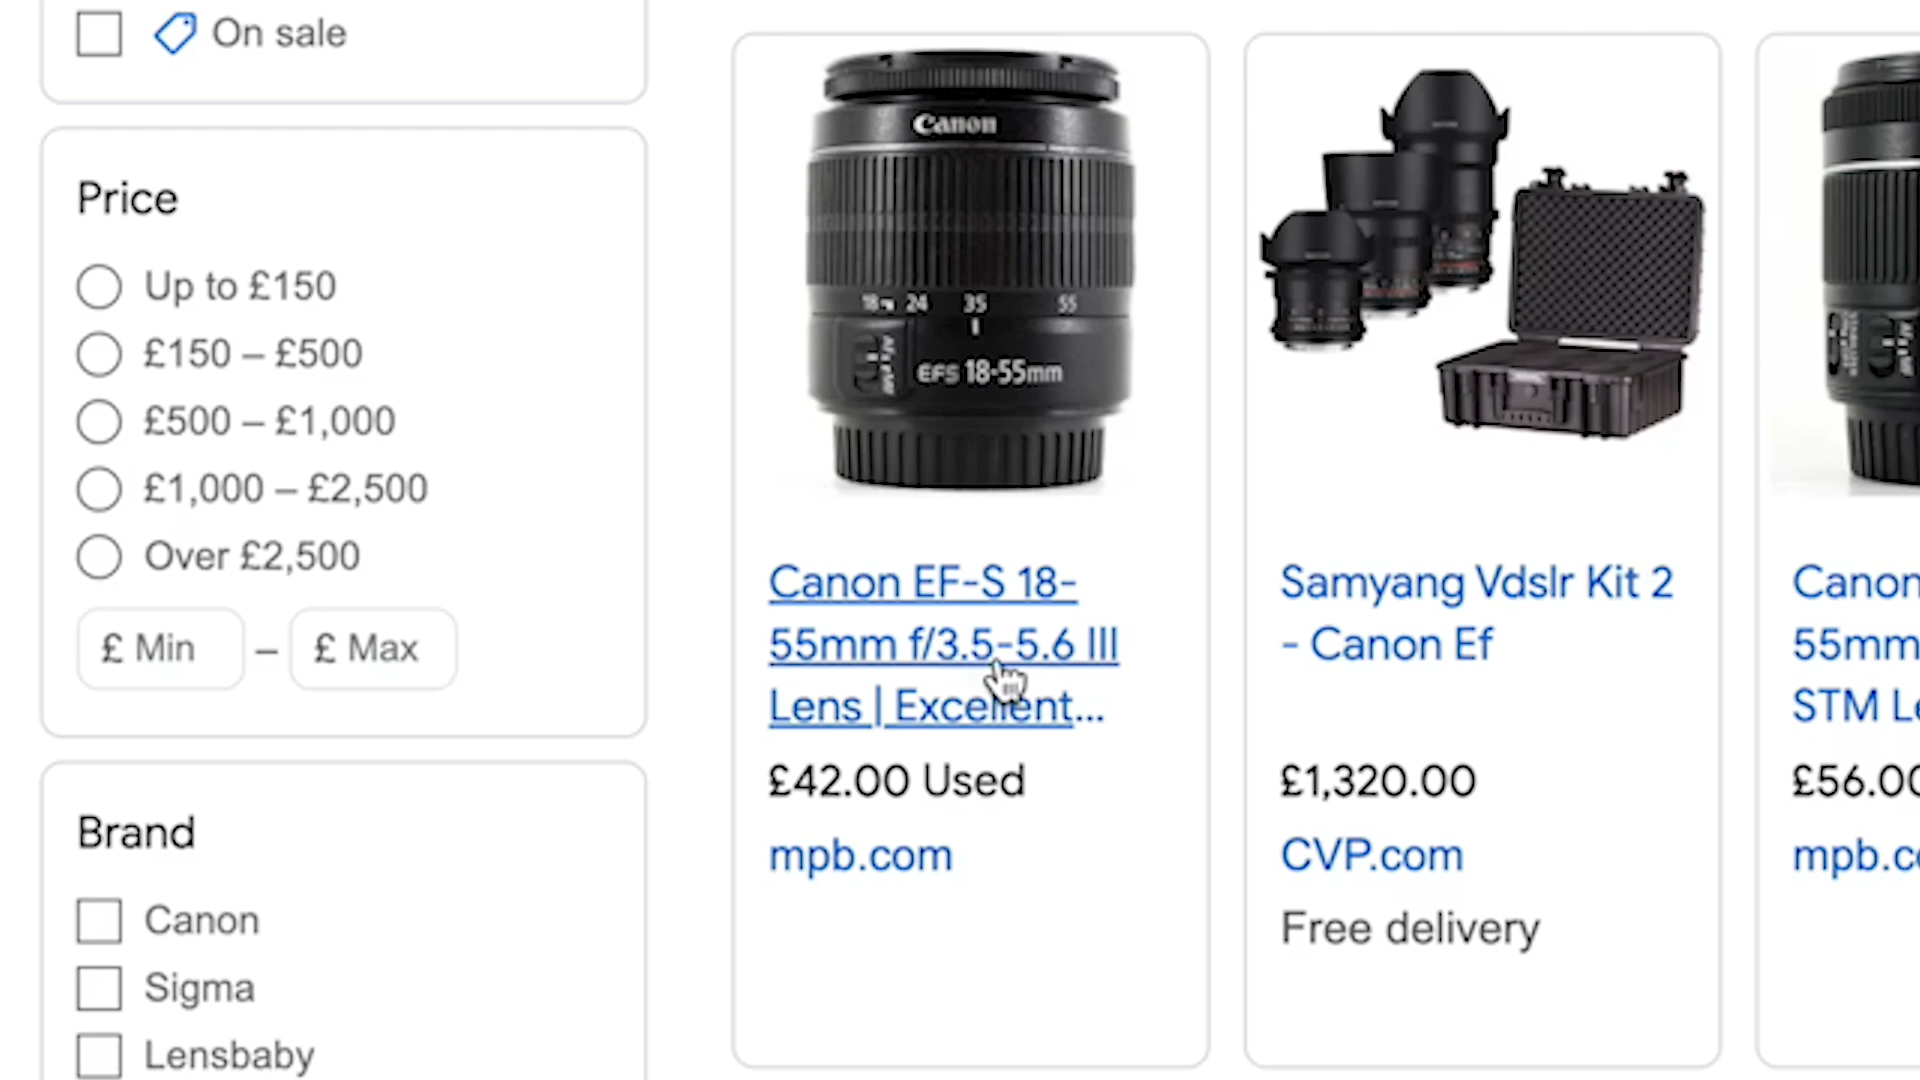 On sale
Price
Up to £150
£150 – £500
£500 – £1,000
£1,000 – £2,500
Over £2,500
£ Min – £ Max
Brand
Canon
Sigma
Lensbaby
Canon
18 24 35 55
EFS 18-55mm
Canon EF-S 18-
55mm f/3.5-5.6 III
Lens | Excellent...
£42.00 Used
mpb.com
Samyang Vdslr Kit 2
- Canon Ef
£1,320.00
CVP.com
Free delivery
Canon
55mm
STM
£56.00
mpb.c